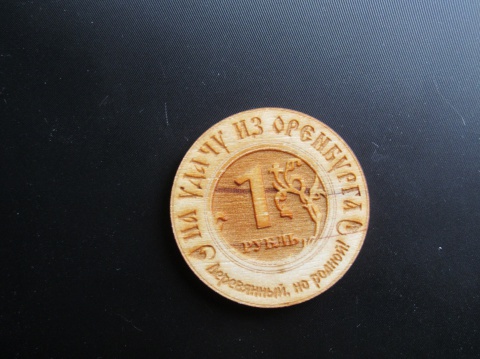 НА УДАЧУ ИЗ ОРЕНБУРГА
1
РУБЛЬ
Деревянный, но родной!